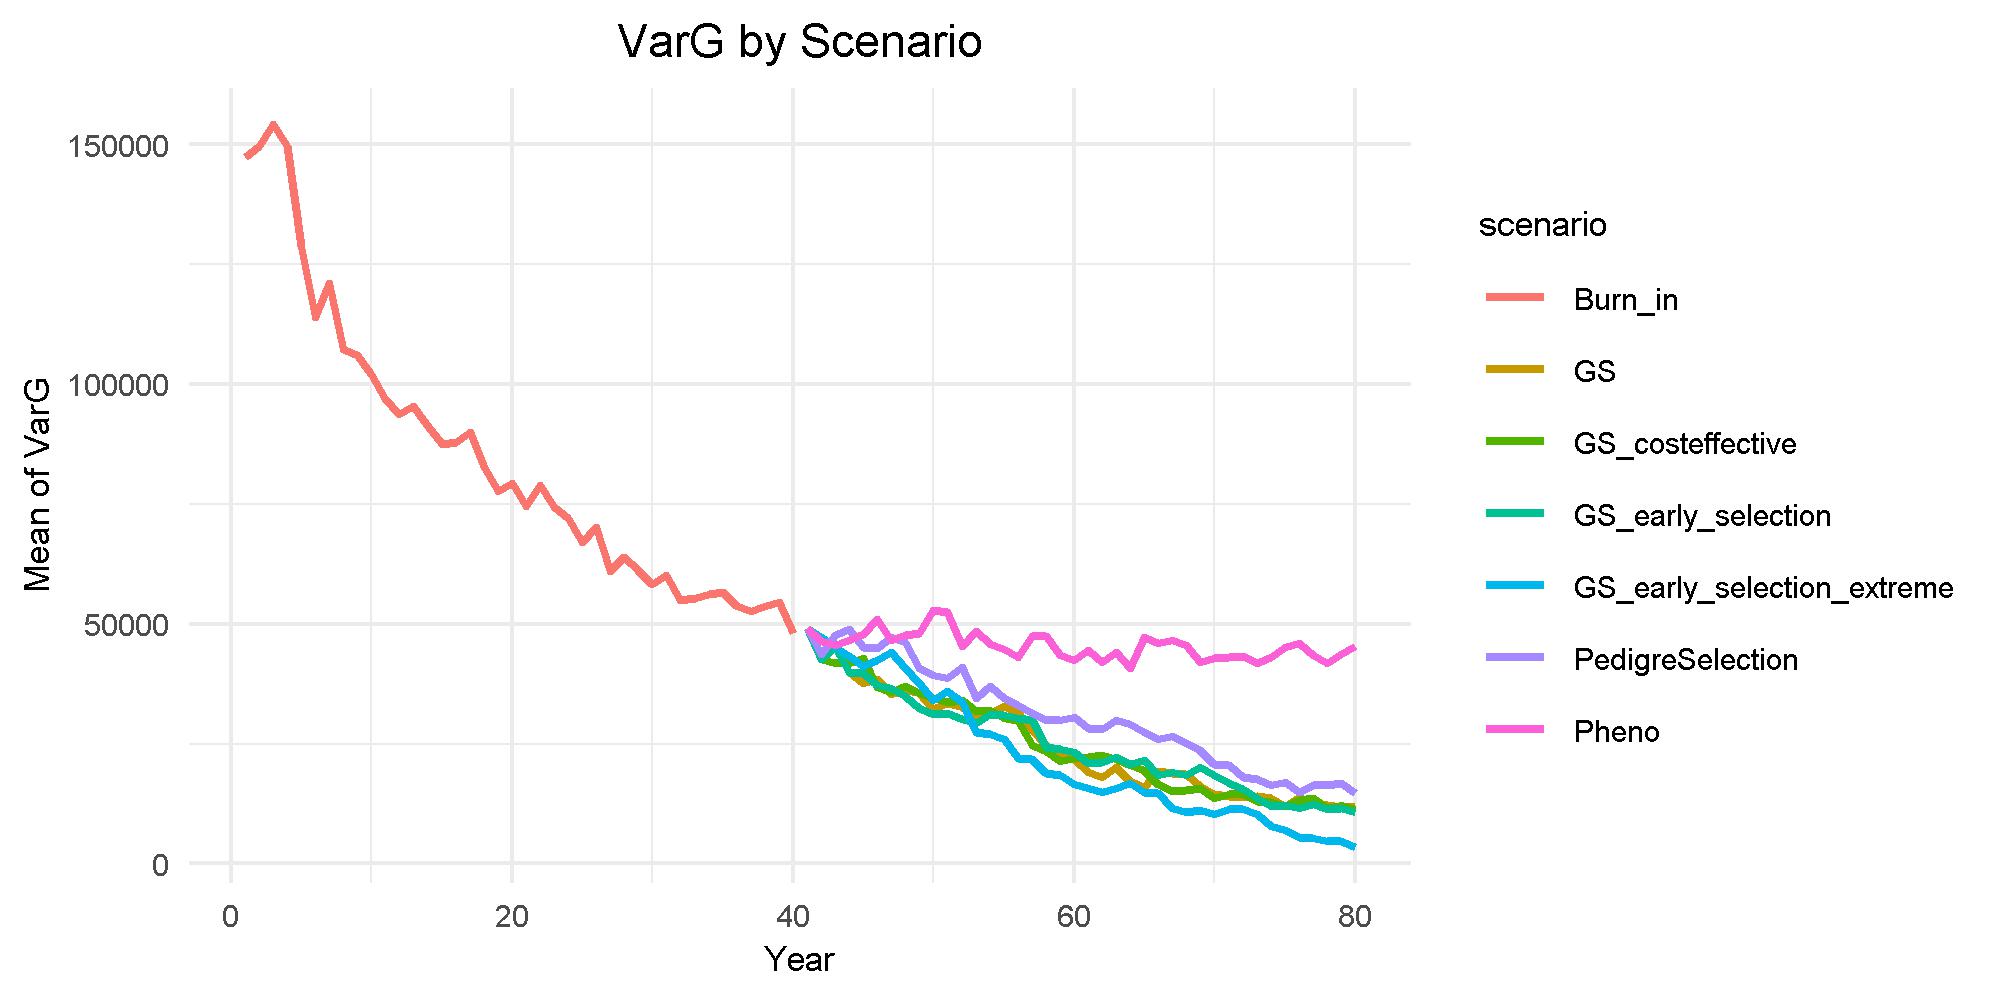 VarG by Scenario
Mean of VarG
150000
100000
50000
0
0 20 40 60 80
Year
scenario
Burn_in
GS
GS_costeffective
GS_early_selection
GS_early_selection_extreme
PedigreSelection
Pheno